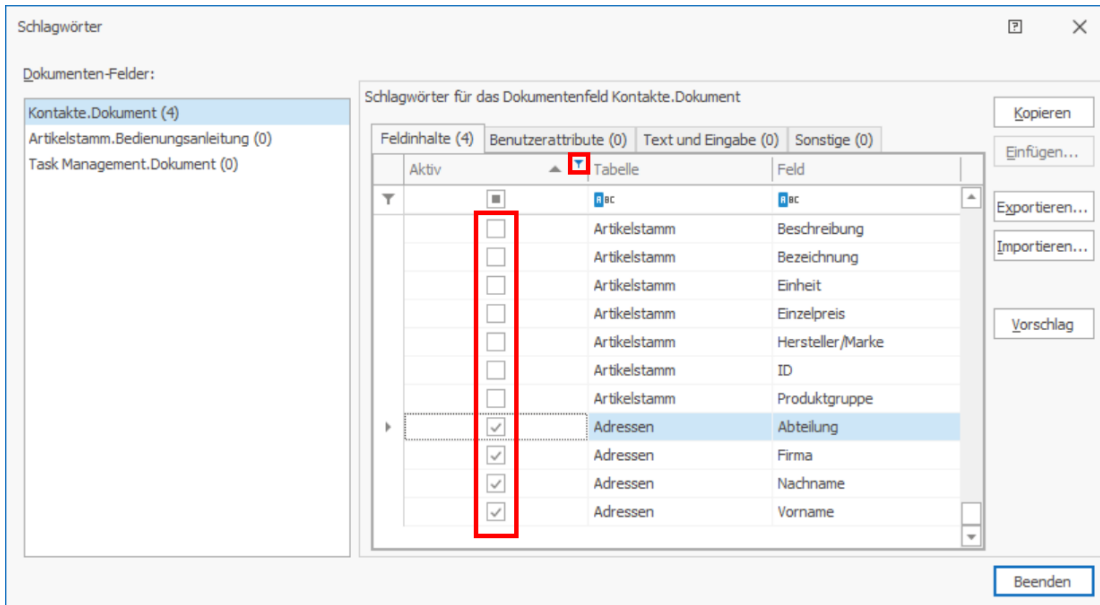 Schlagwörter
Dokumenten-Felder:
Kontakte.Dokument (4)
Artikelstamm.Bedienungsanleitung (0)
Task Management.Dokument (0)
Schlagwörter für das Dokumentenfeld Kontakte.Dokument
Feldinhalte (4) Benutzerattribute (0) Text und Eingabe (0) Sonstige (0)
Aktiv Tabelle Feld
ABC ABC
Artikelstamm Beschreibung
Artikelstamm Bezeichnung
Artikelstamm Einheit
Artikelstamm Einzelpreis
Artikelstamm Hersteller/Marke
Artikelstamm ID
Artikelstamm Produktgruppe
Adressen Abteilung
Adressen Firma
Adressen Nachname
Adressen Vorname
Kopieren
Einfügen...
Exportieren...
Importieren...
Vorschlag
Beenden